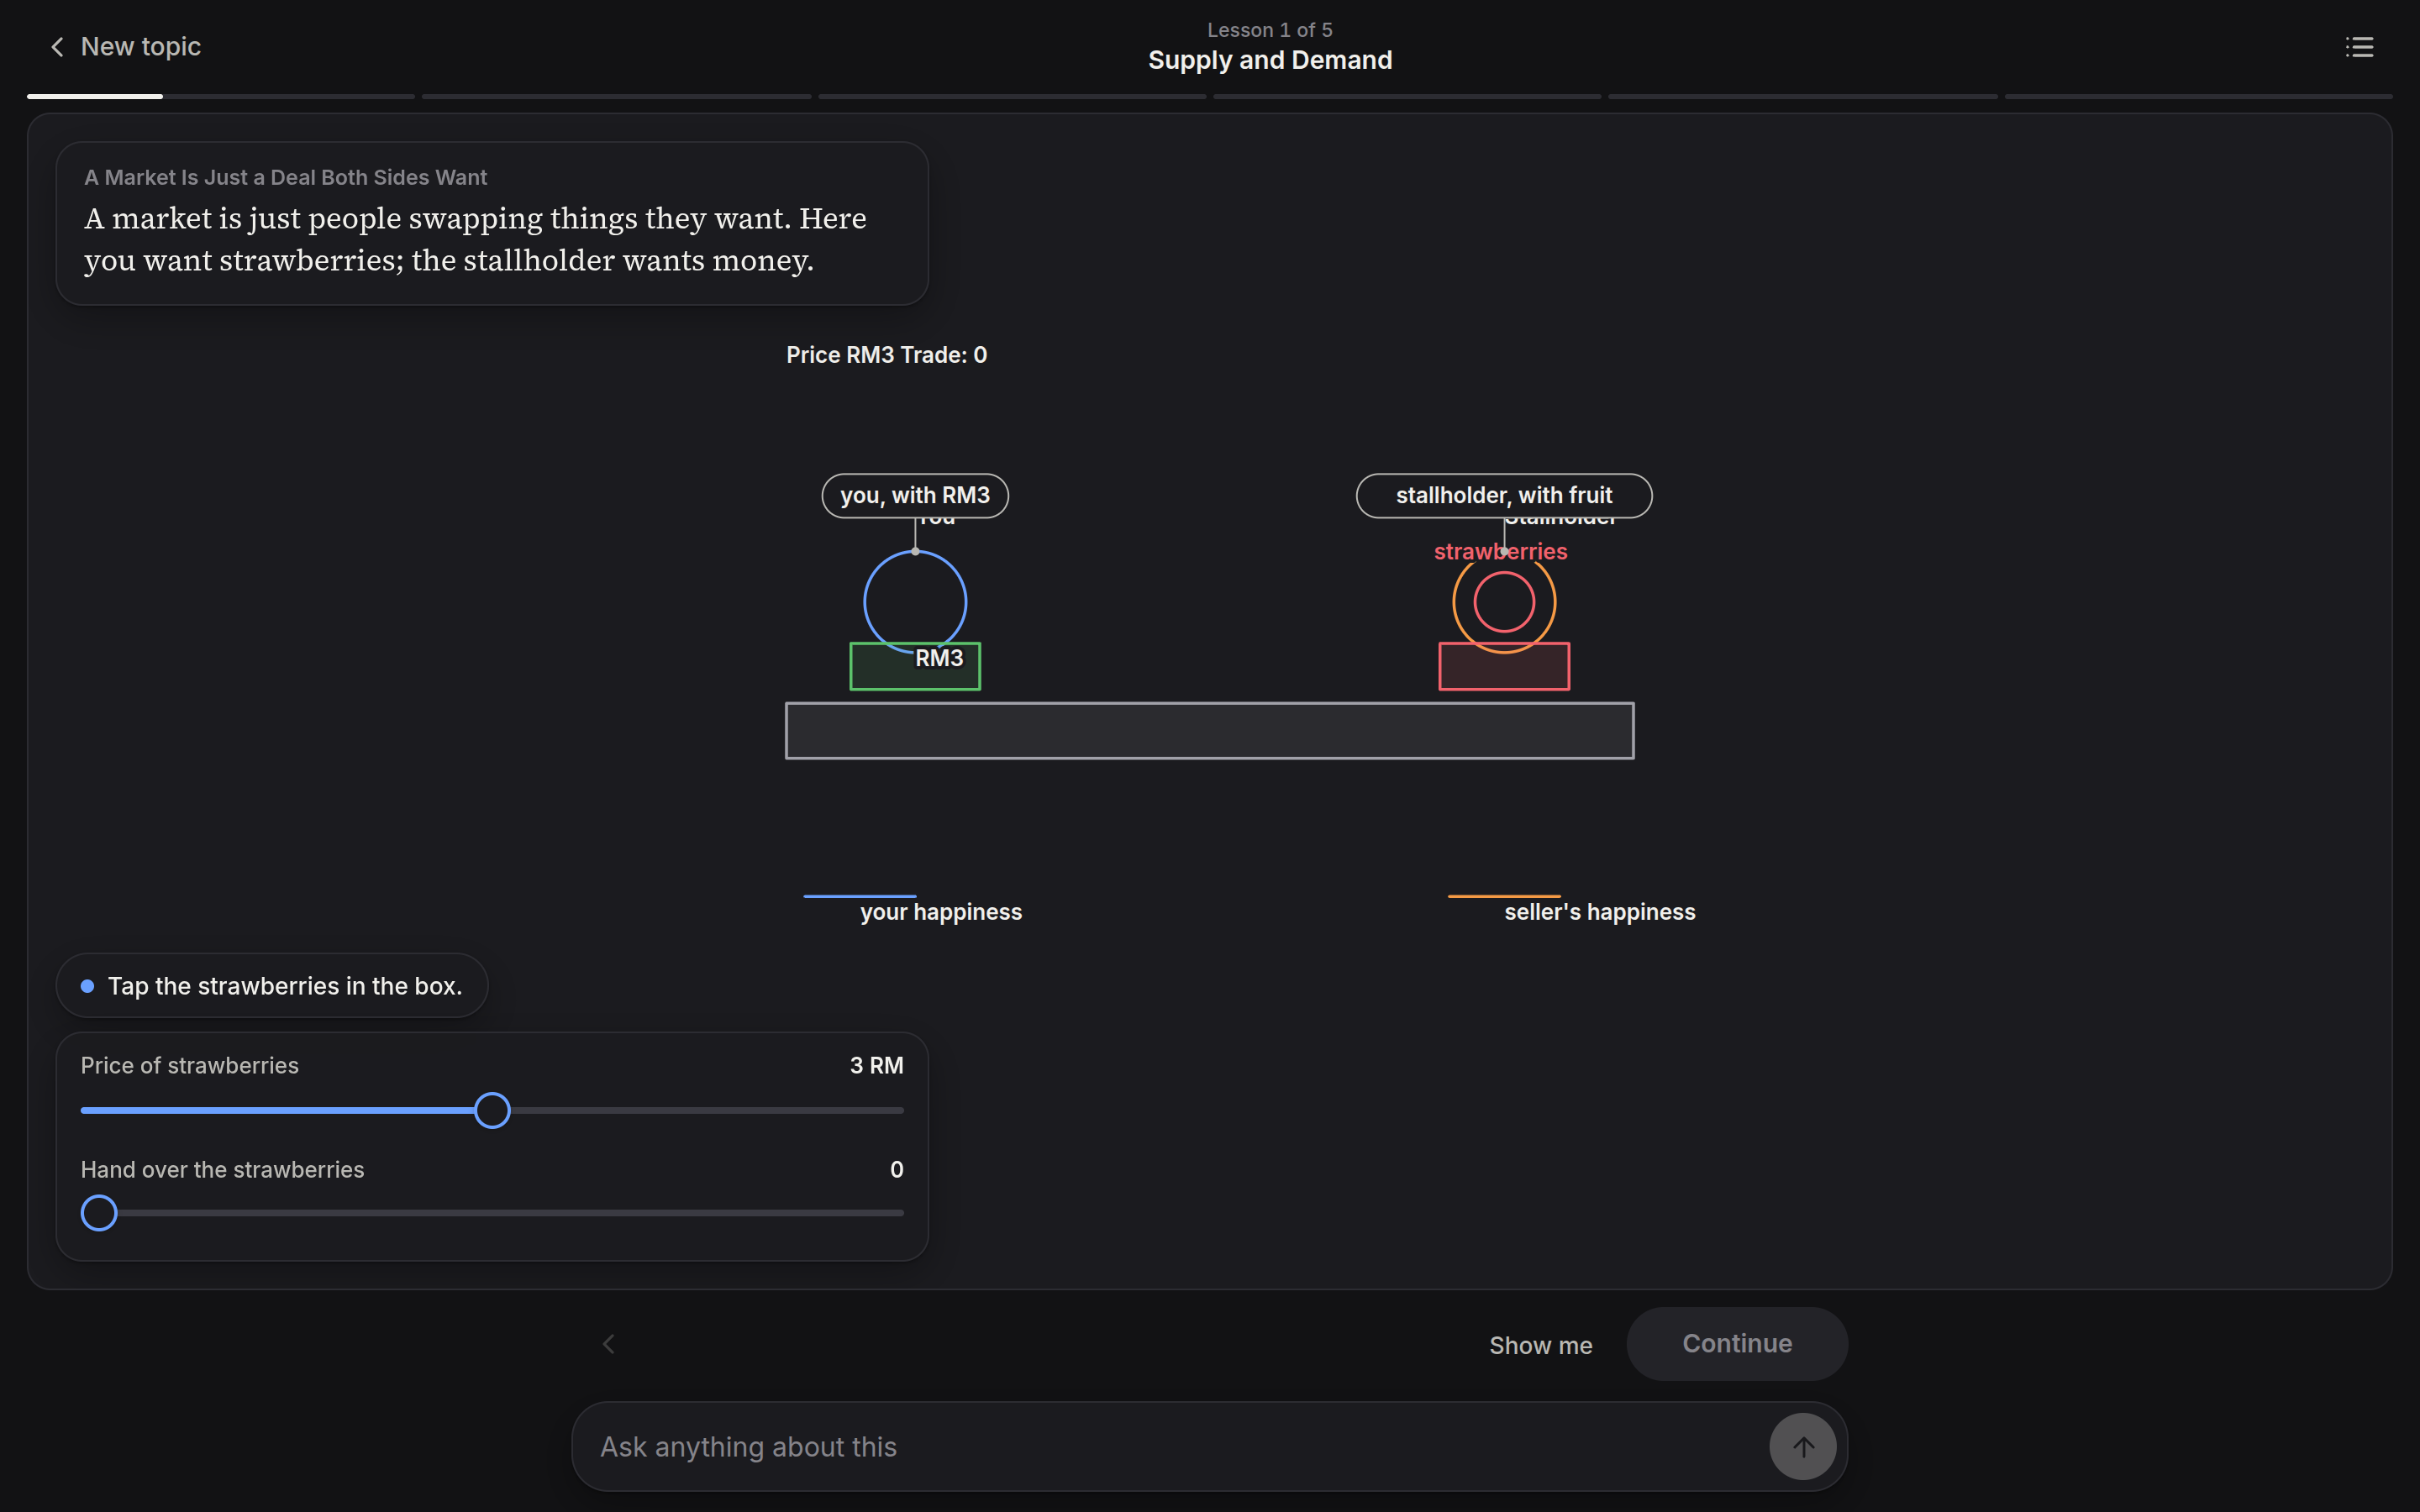 New topic
Lesson 1 of 5
Supply and Demand
A Market Is Just a Deal Both Sides Want
A market is just people swapping things they want. Here
you want strawberries; the stallholder wants money.
Price RM3 Trade: 0
you, with RM3
stallholder, with fruit
You
Stallholder
strawberries
RM3
your happiness
seller's happiness
Tap the strawberries in the box.
Price of strawberries
3 RM
Hand over the strawberries
0
Show me
Continue
Ask anything about this